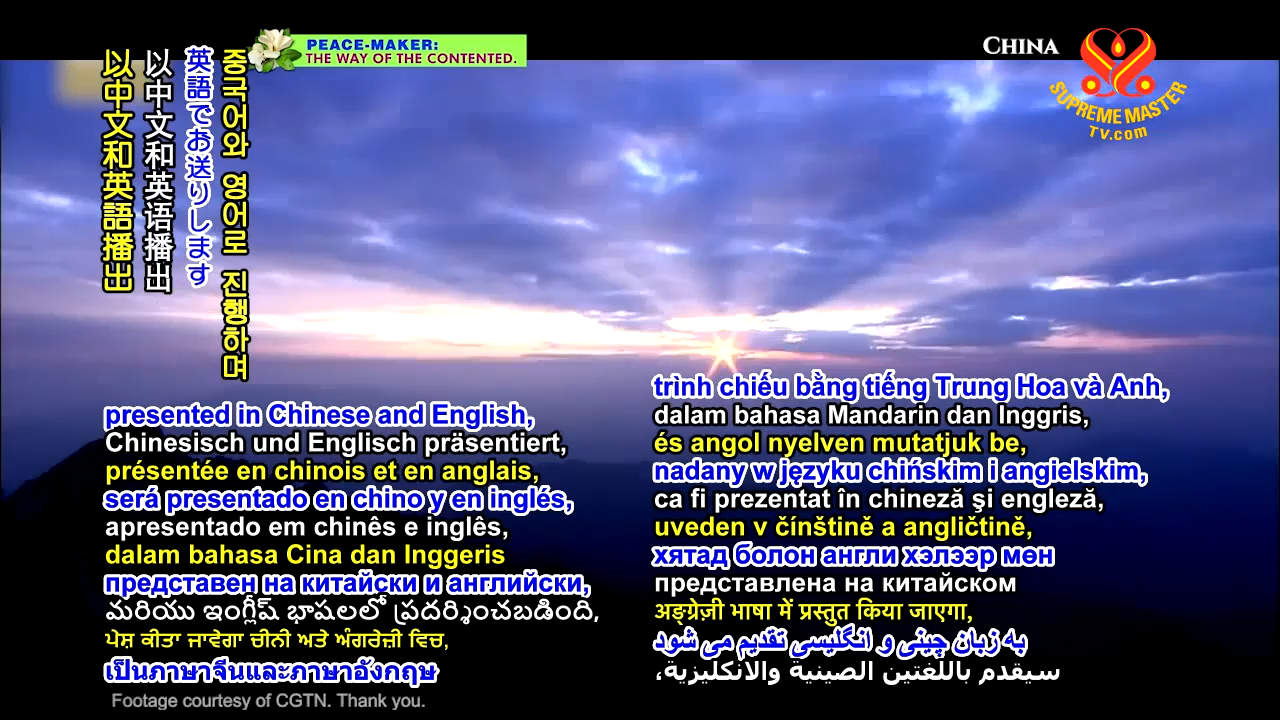 PEACE-MAKER:
THE WAY OF THE CONTENTED.
CHINA
SUPREME MASTER
TV.com
중국어와 영어로 진행하며
英語でお送りします
以中文和英语播出
以中文和英語播出
presented in Chinese and English,
Chinesisch und Englisch präsentiert,
présentée en chinois et en anglais,
será presentado en chino y en inglés,
apresentado em chinês e inglês,
dalam bahasa Cina dan Inggeris
представен на китайски и английски,
మరియు ఇంగ్లీష్ భాషలలో ప్రదర్శించబడింది,
ਪੇਸ਼ ਕੀਤਾ ਜਾਵੇਗਾ ਚੀਨੀ ਅਤੇ ਅੰਗਰੇਜ਼ੀ ਵਿਚ,
เป็นภาษาจีนและภาษาอังกฤษ
trình chiếu bằng tiếng Trung Hoa và Anh,
dalam bahasa Mandarin dan Inggris,
és angol nyelven mutatjuk be,
nadany w języku chińskim i angielskim,
ca fi prezentat în chineză şi engleză,
uveden v čínštině a angličtině,
хятад болон англи хэлээр мөн
представлена на китайском
अङ्ग्रेज़ी भाषा में प्रस्तुत किया जाएगा,
به زبان چینی و انگلیسی تقدیم می شود
سيقدم باللغتين الصينية والانكليزية،
Footage courtesy of CGTN. Thank you.